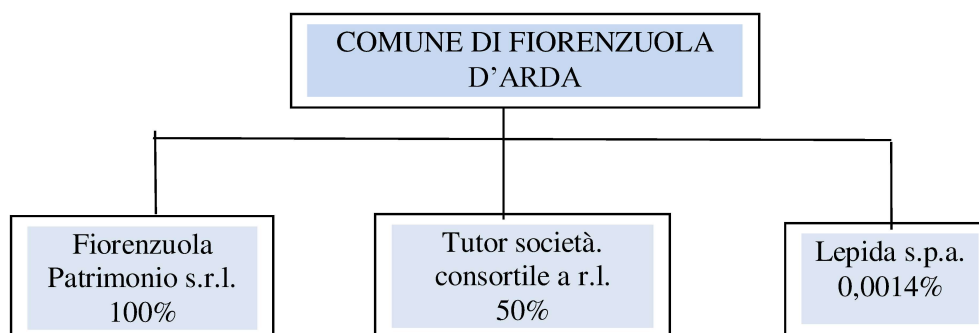 COMUNE DI FIORENZUOLA
D’ARDA
Fiorenzuola
Patrimonio s.r.l.
100%
Tutor società.
consortile a r.l.
50%
Lepida s.p.a.
0,0014%